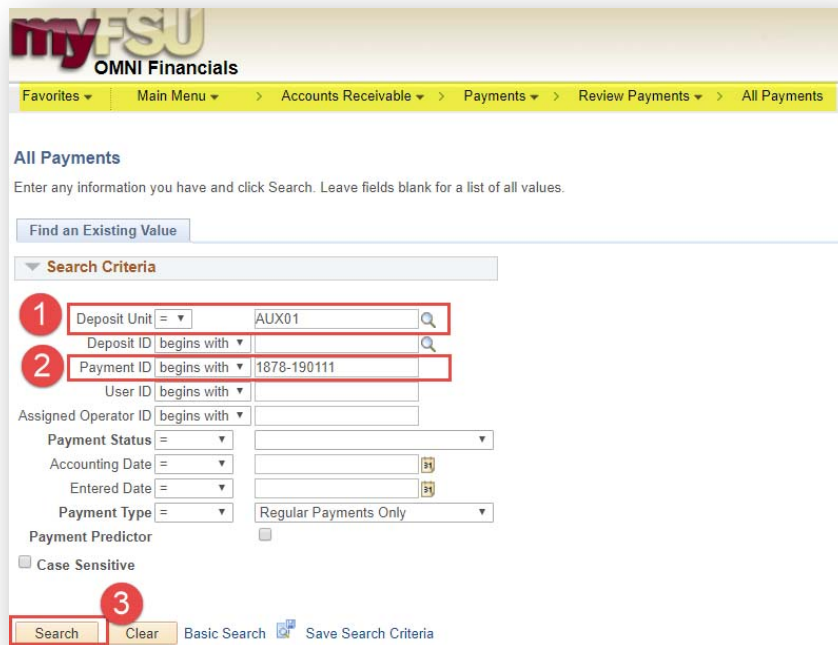 myFSU
OMNI Financials
Favorites Main Menu > Accounts Receivable > Payments > Review Payments > All Payments
All Payments
Enter any information you have and click Search. Leave fields blank for a list of all values.
Find an Existing Value
Search Criteria
1 Deposit Unit = AUX01
Deposit ID begins with
2 Payment ID begins with 1878-190111
User ID begins with
Assigned Operator ID begins with
Payment Status =
Accounting Date = 31
Entered Date = 31
Payment Type = Regular Payments Only
Payment Predictor
Case Sensitive
3
Search Clear Basic Search Save Search Criteria